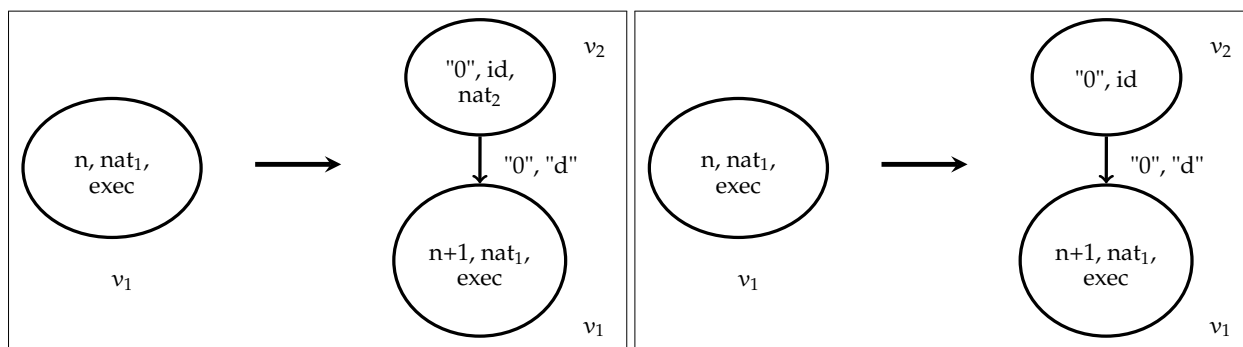 "0", id,
nat₂
v₂
n, nat₁,
exec
"0", "d"
n+1, nat₁,
exec
v₁
v₁
"0", id
v₂
n, nat₁,
exec
"0", "d"
n+1, nat₁,
exec
v₁
v₁